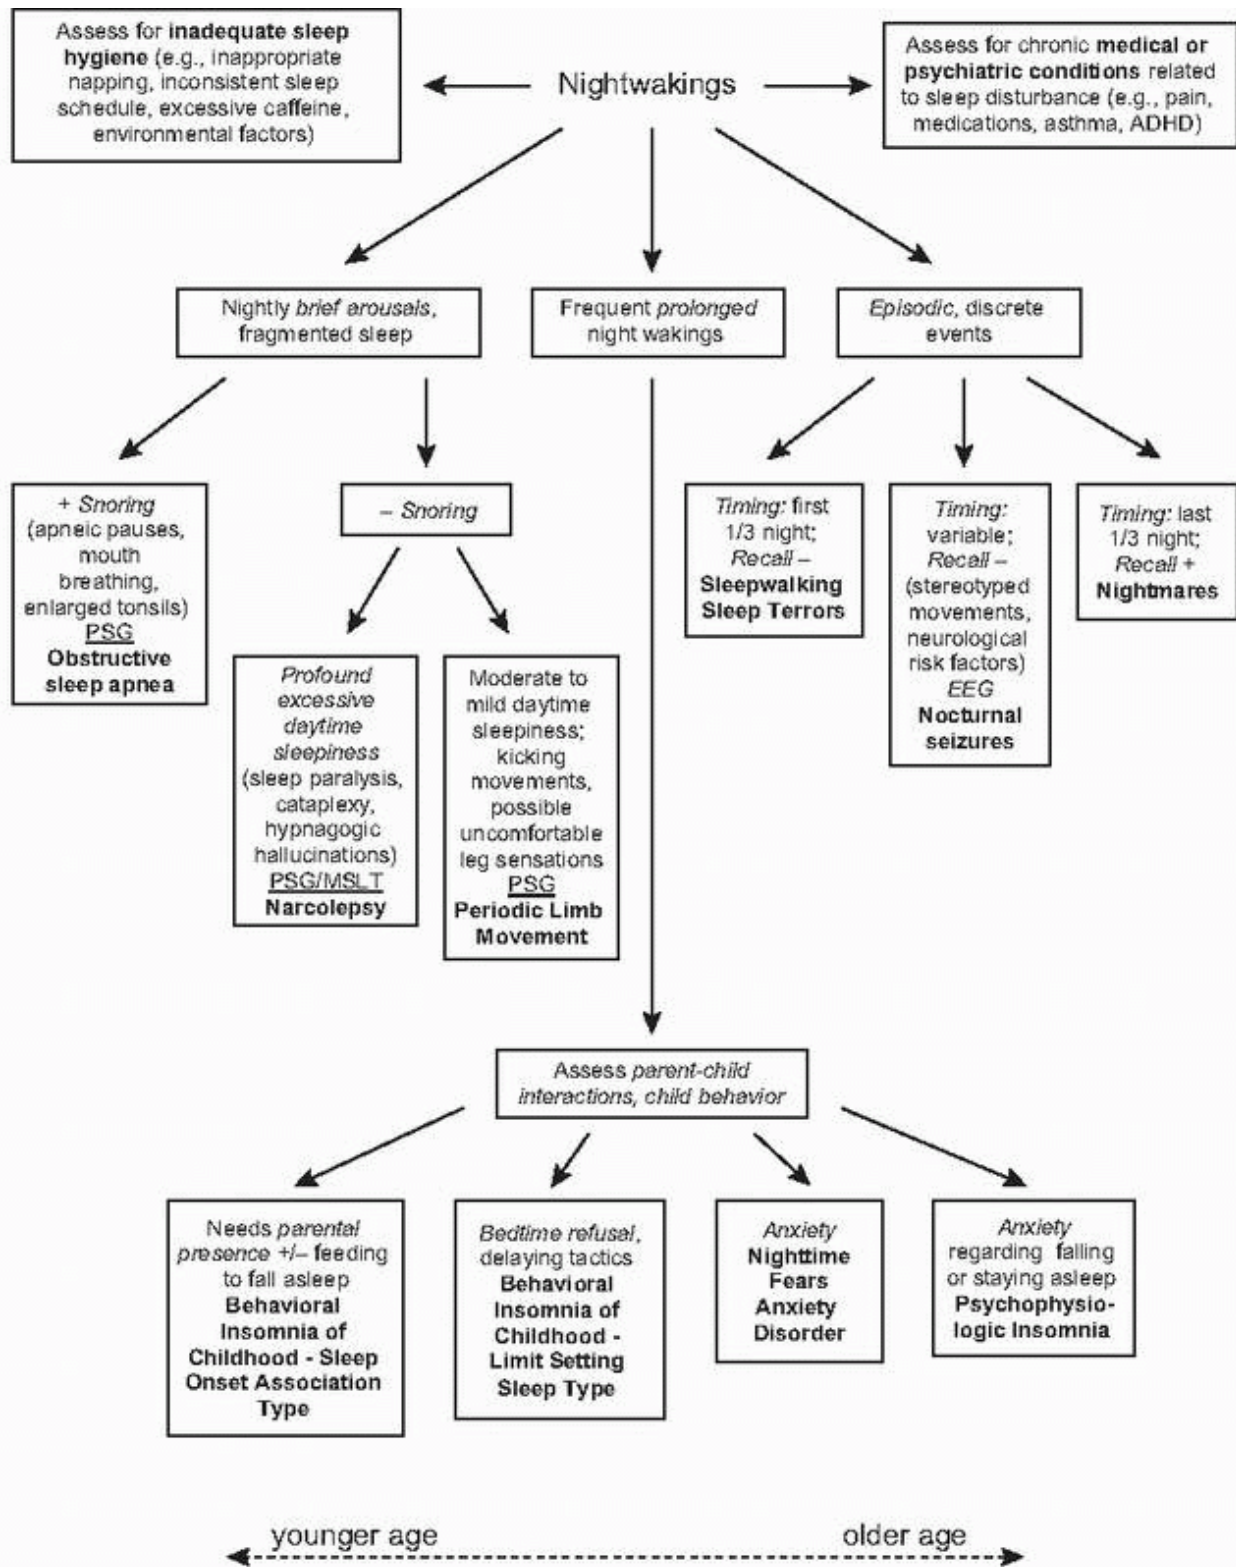 Assess for inadequate sleep
hygiene (e.g., inappropriate
napping, inconsistent sleep
schedule, excessive caffeine,
environmental factors)
Nightwakings
Assess for chronic medical or
psychiatric conditions related
to sleep disturbance (e.g., pain,
medications, asthma, ADHD)
Nightly brief arousals,
fragmented sleep
Frequent prolonged
night wakings
Episodic, discrete
events
+ Snoring
(apneic pauses,
mouth
breathing,
enlarged tonsils)
PSG
Obstructive
sleep apnea
– Snoring
Timing: first
1/3 night;
Recall –
Sleepwalking
Sleep Terrors
Timing:
variable;
Recall –
(stereotyped
movements,
neurological
risk factors)
EEG
Nocturnal
seizures
Timing: last
1/3 night;
Recall +
Nightmares
Profound
excessive
daytime
sleepiness
(sleep paralysis,
cataplexy,
hypnagogic
hallucinations)
PSG/MSLT
Narcolepsy
Moderate to
mild daytime
sleepiness;
kicking
movements,
possible
uncomfortable
leg sensations
PSG
Periodic Limb
Movement
Assess parent-child
interactions, child behavior
Needs parental
presence +/– feeding
to fall asleep
Behavioral
Insomnia of
Childhood - Sleep
Onset Association
Type
Bedtime refusal,
delaying tactics
Behavioral
Insomnia of
Childhood -
Limit Setting
Sleep Type
Anxiety
Nighttime
Fears
Anxiety
Disorder
Anxiety
regarding falling
or staying asleep
Psychophysio-
logic Insomnia
younger age
older age